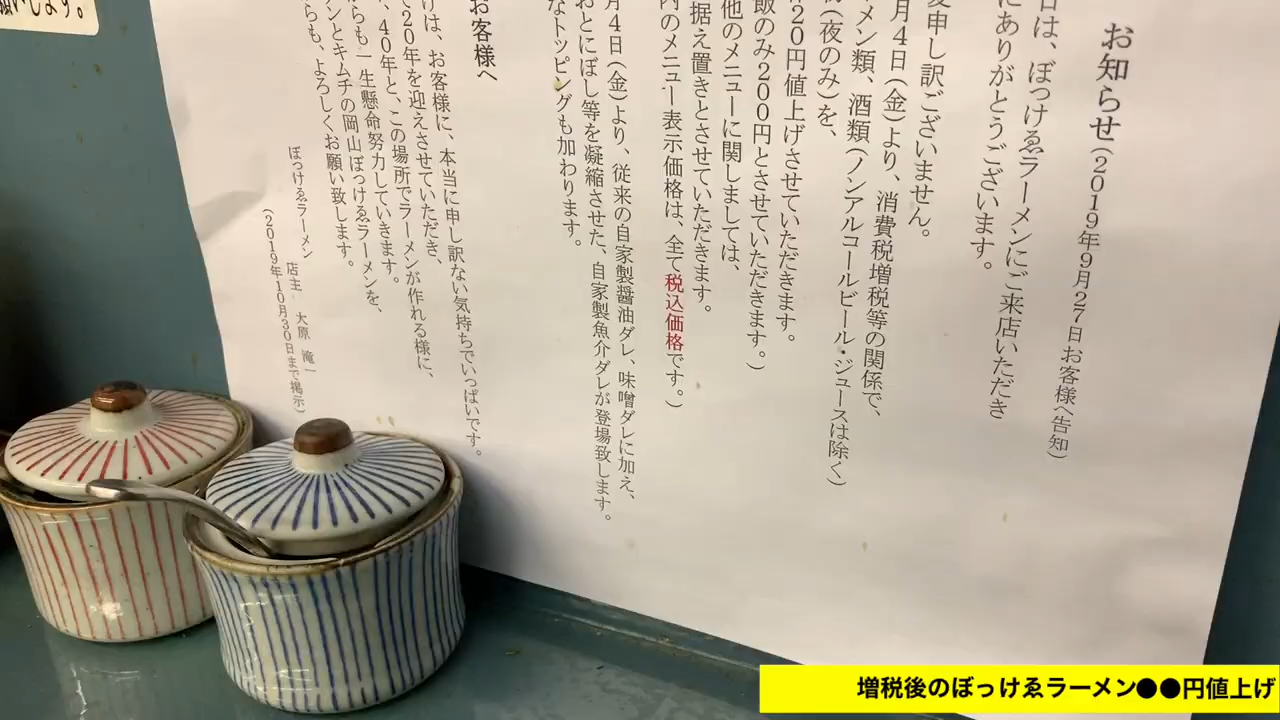 お知らせ(2019年9月27日お客様へ告知)
日は、ぼっけゑラーメンにご来店いただき
にありがとうございます。
変申し訳ございません。
月4日(金)より、消費税増税等の関係で、
メン類、酒類(ノンアルコールビール・ジュースは除く)
(夜のみ)を、
20円値上げさせていただきます。
飯のみ200円とさせていただきます。)
他のメニューに関しましては、
据え置きとさせていただきます。
内のメニュー表示価格は、全て税込価格です。)
月4日(金)より、従来の自家製醤油ダレ、味噌ダレに加え、
おとにぼし等を凝縮させた、自家製魚介ダレが登場致します。
なトッピングも加わります。
お客様へ
けは、お客様に、本当に申し訳ない気持ちでいっぱいです。
で20年を迎えさせていただき、
、40年と、この場所でラーメンが作れる様に、
からも一生懸命努力していきます。
ンとキムチの岡山ぼっけゑラーメンを、
らも、よろしくお願い致します。
ぼっけゑラーメン 店主 大原 滝一
(2019年10月30日まで掲示)
願いします。
増税後のぼっけゑラーメン●●円値上げ